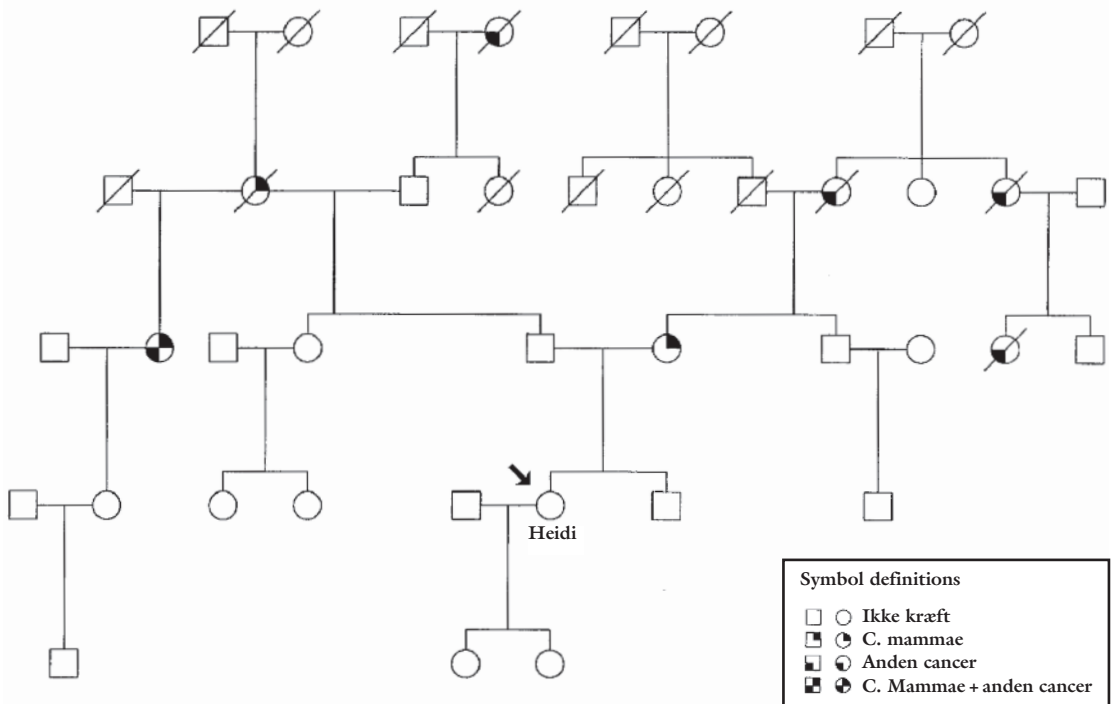 Heidi
Symbol definitions
Ikke kræft
C. mammae
Anden cancer
C. Mammae + anden cancer